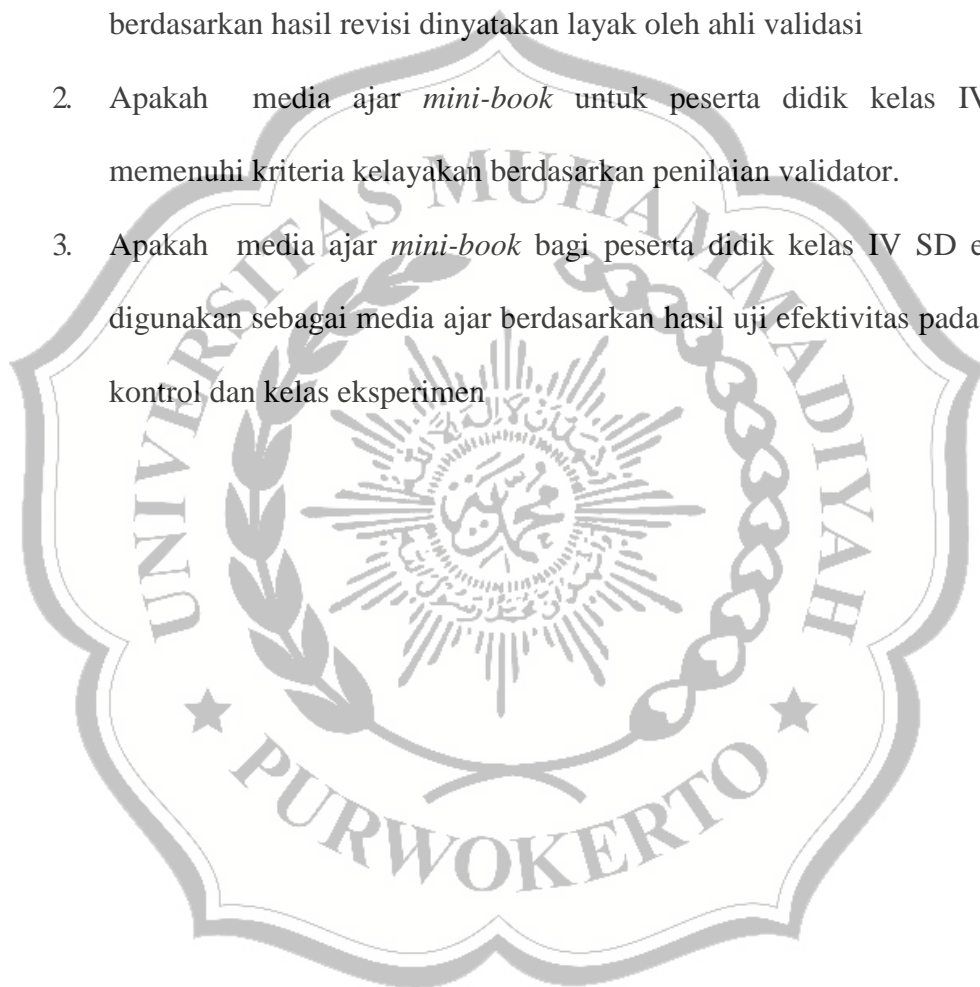 berdasarkan hasil revisi dinyatakan layak oleh ahli validasi
2. Apakah media ajar mini-book untuk peserta didik kelas IV
memenuhi kriteria kelayakan berdasarkan penilaian validator.
3. Apakah media ajar mini-book bagi peserta didik kelas IV SD e
digunakan sebagai media ajar berdasarkan hasil uji efektivitas pada
kontrol dan kelas eksperimen
UNIVERSITAS MUHAMMADIYAH
PURWOKERTO